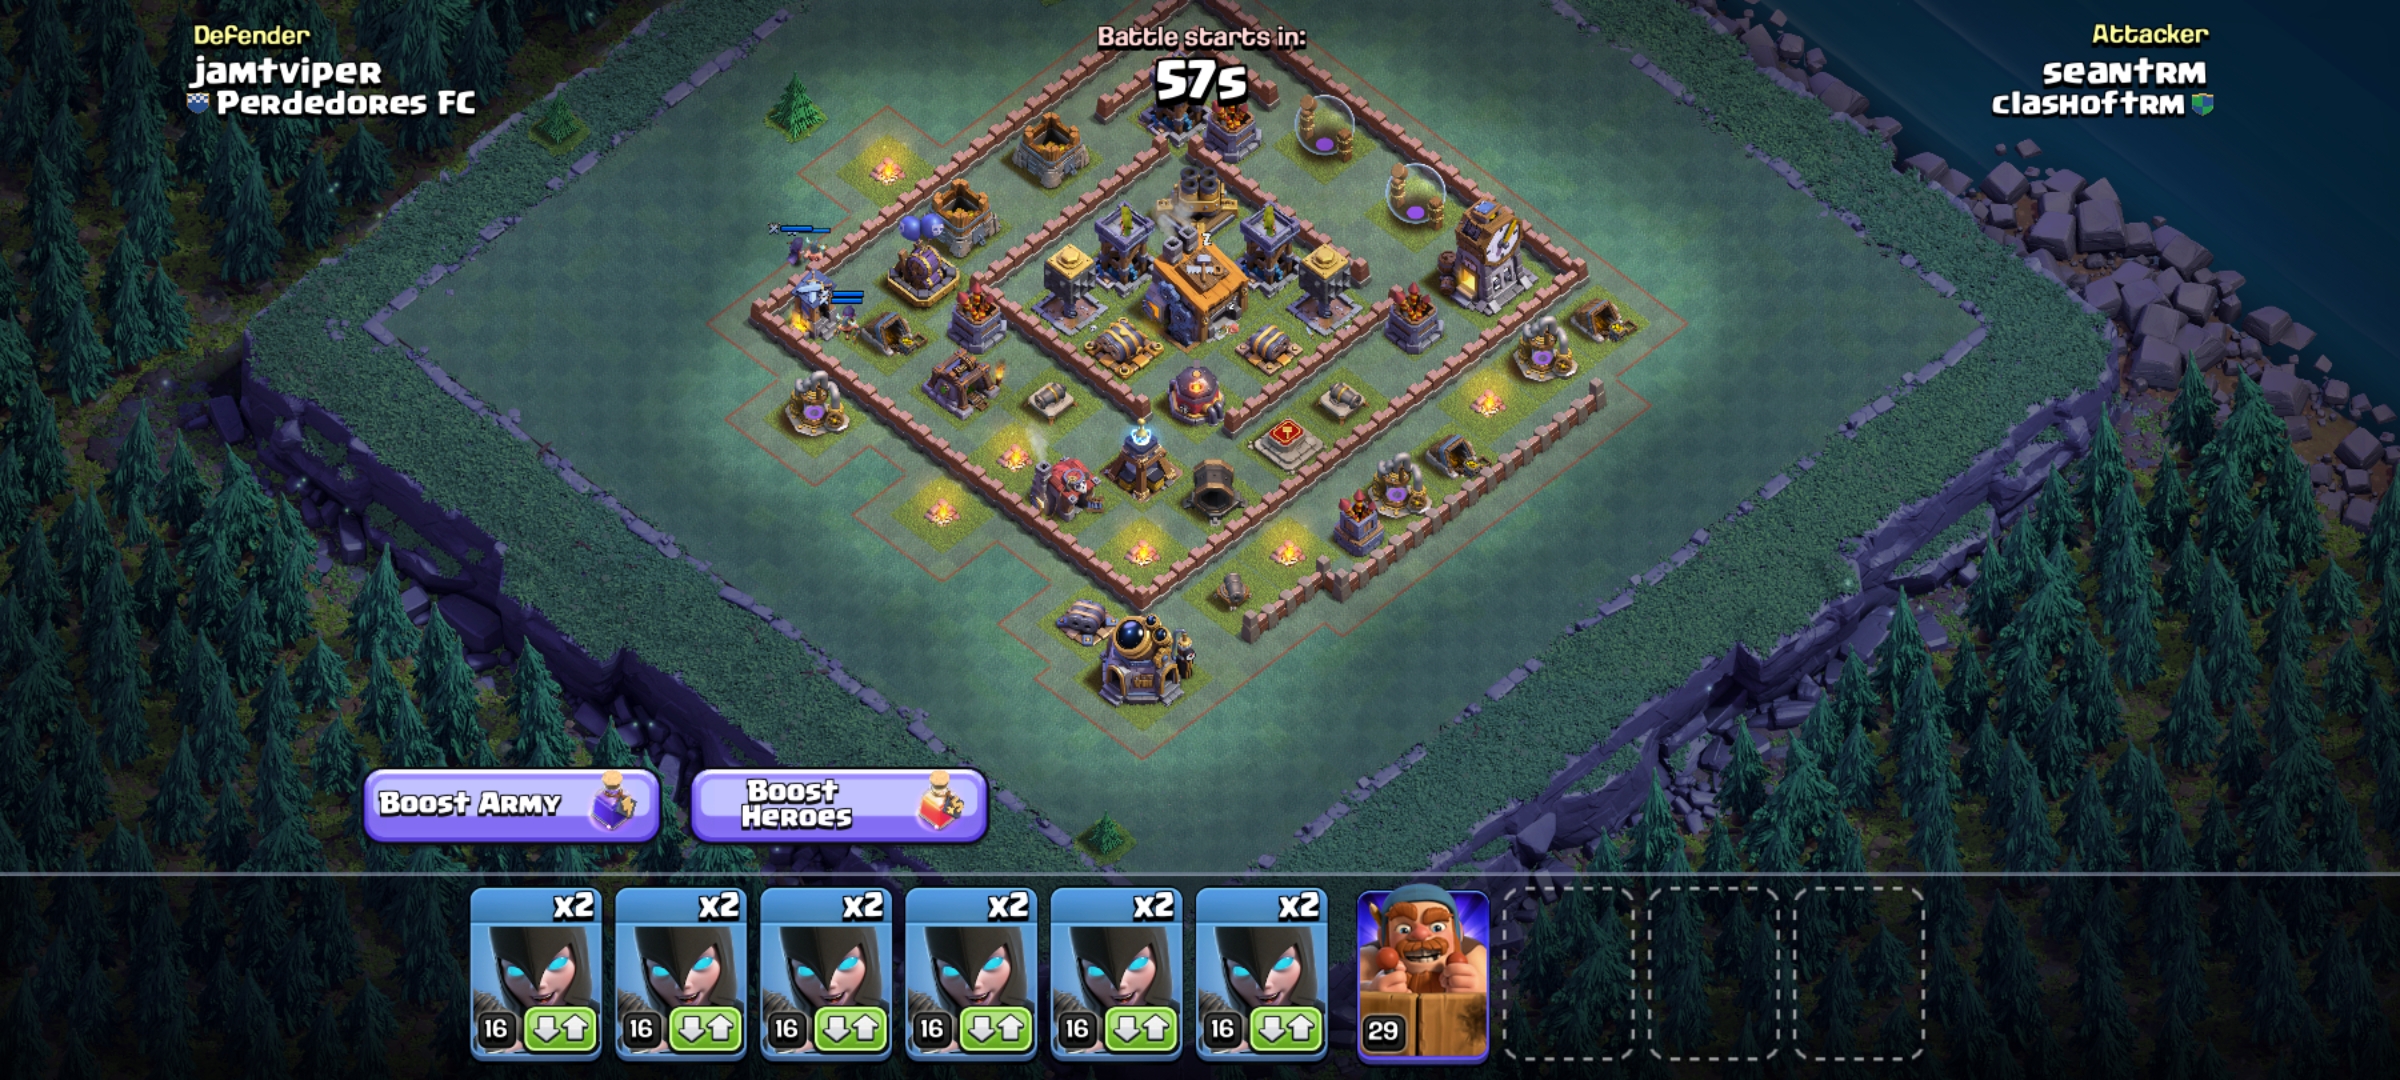 Defender
jamtviper
Perdedores FC
Battle starts in:
57s
Attacker
seantrm
clashoftrm
Boost Army
Boost
Heroes
x2
x2
x2
x2
x2
x2
16
16
16
16
16
16
29